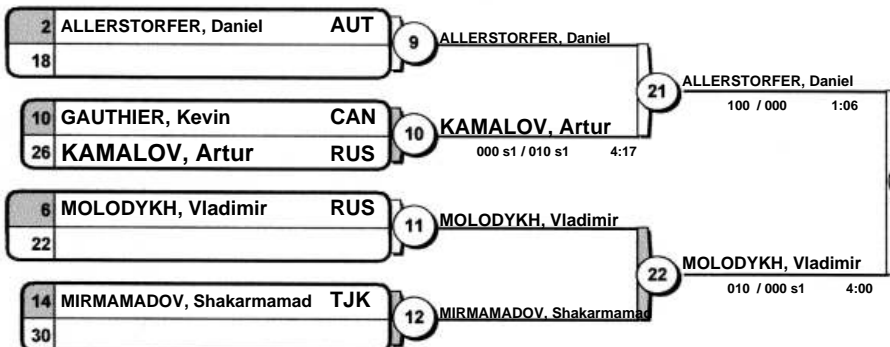 2 ALLERSTORFER, Daniel AUT
18
9
ALLERSTORFER, Daniel
21
ALLERSTORFER, Daniel
100 / 000 1:06
10 GAUTHIER, Kevin CAN
26 KAMALOV, Artur RUS
10
KAMALOV, Artur
000 s1 / 010 s1 4:17
6 MOLODYKH, Vladimir RUS
22
11
MOLODYKH, Vladimir
22
MOLODYKH, Vladimir
010 / 000 s1 4:00
14 MIRMAMADOV, Shakarmamad TJK
30
12
MIRMAMADOV, Shakarmamad